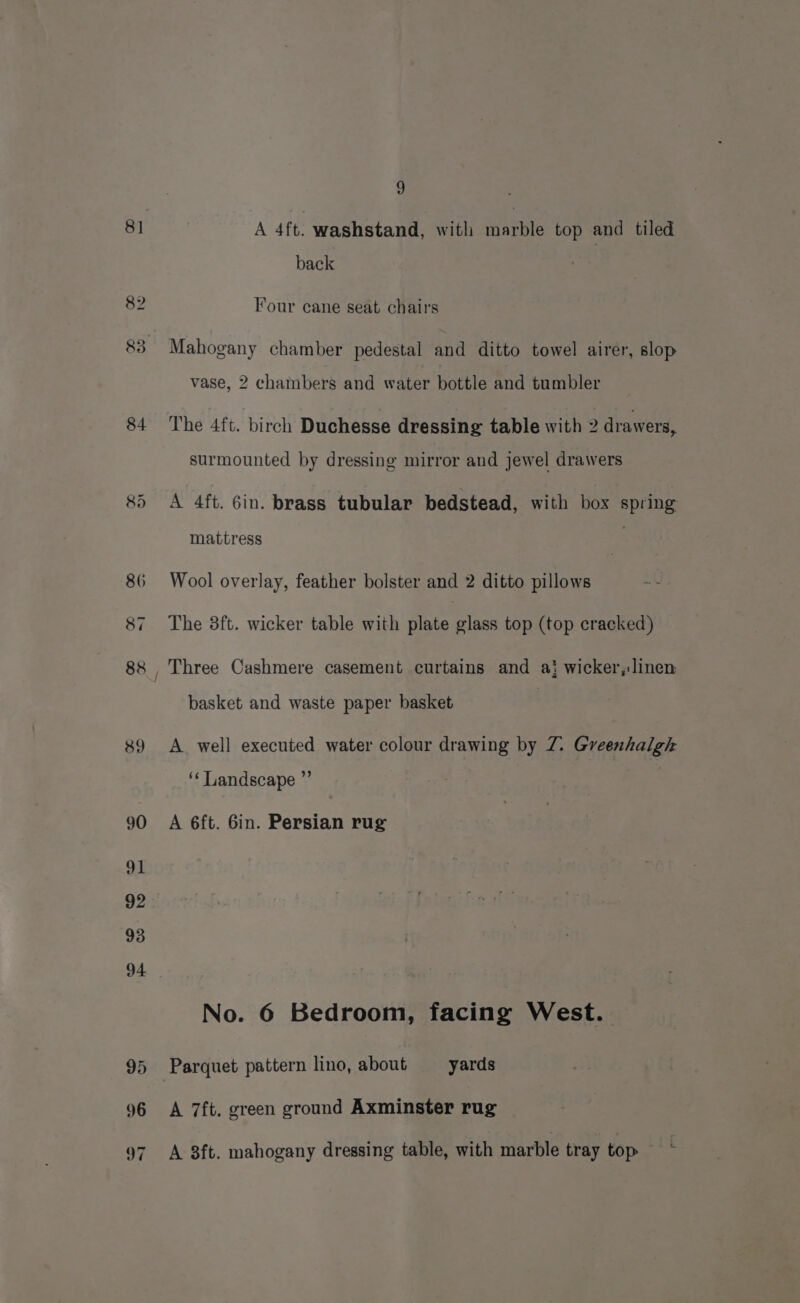 9
81 A 4ft. washstand, with marble top and tiled
back
82 Four cane seat chairs
83 Mahogany chamber pedestal and ditto towel airer, slop
vase, 2 chambers and water bottle and tumbler
84 The 4ft. birch Duchesse dressing table with 2 drawers,
surmounted by dressing mirror and jewel drawers
85 A 4ft. 6in. brass tubular bedstead, with box spring
mattress
86 Wool overlay, feather bolster and 2 ditto pillows
87 The 3ft. wicker table with plate glass top (top cracked)
88 Three Cashmere casement curtains and a wicker linen
basket and waste paper basket
89 A well executed water colour drawing by T. Greenhalgh
“Landscape”
90 A 6ft. 6in. Persian rug
91
92
93
94
No. 6 Bedroom, facing West.
95 Parquet pattern lino, about yards
96 A 7ft. green ground Axminster rug
97 A 3ft. mahogany dressing table, with marble tray top